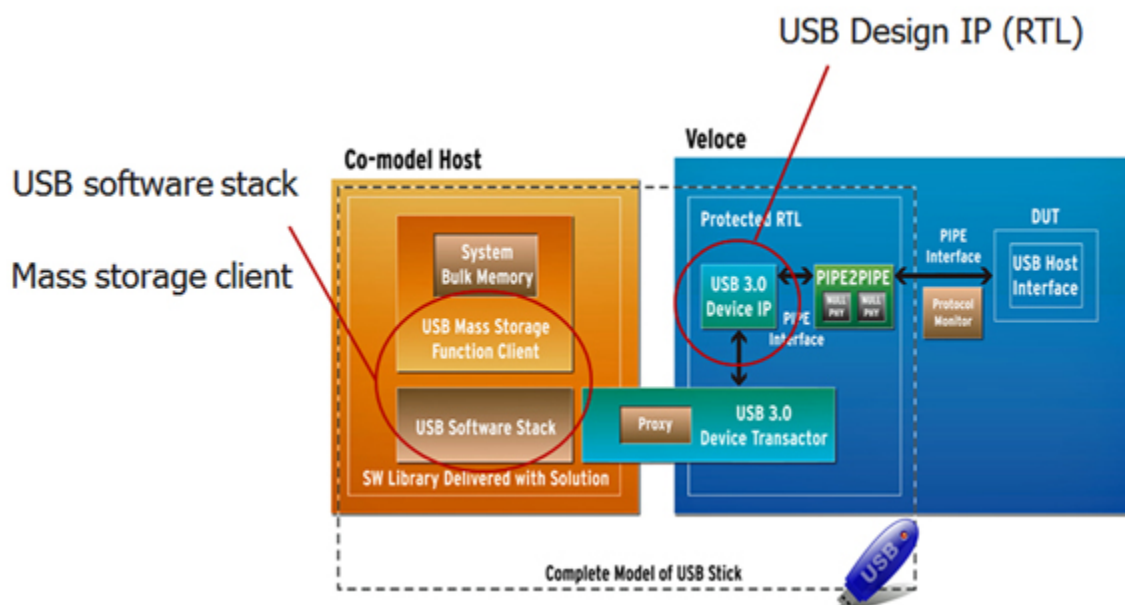 USB Design IP (RTL)
Veloce
Co-model Host
USB software stack
Mass storage client
System
Bulk Memory
USB Mass Storage
Function Client
USB Software Stack
SW Library Delivered with Solution
Protected RTL
USB 3.0
Device IP
PIPE
Interface
PIPE2PIPE
NULL
PHY
NULL
PHY
PIPE
Interface
Protocol
Monitor
DUT
USB Host
Interface
Proxy
USB 3.0
Device Transactor
Complete Model of USB Stick
USB